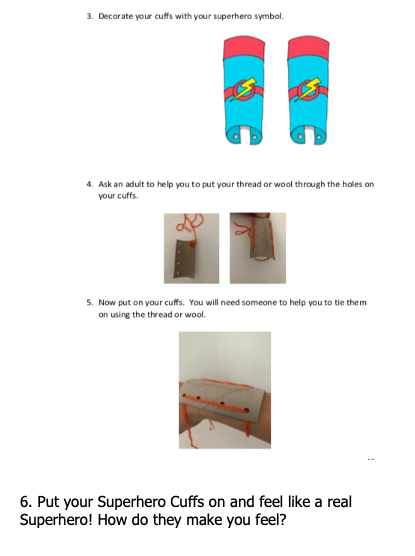 3. Decorate your cuffs with your superhero symbol.
4. Ask an adult to help you to put your thread or wool through the holes on
your cuffs.
5. Now put on your cuffs. You will need someone to help you to tie them
on using the thread or wool.
6. Put your Superhero Cuffs on and feel like a real
Superhero! How do they make you feel?